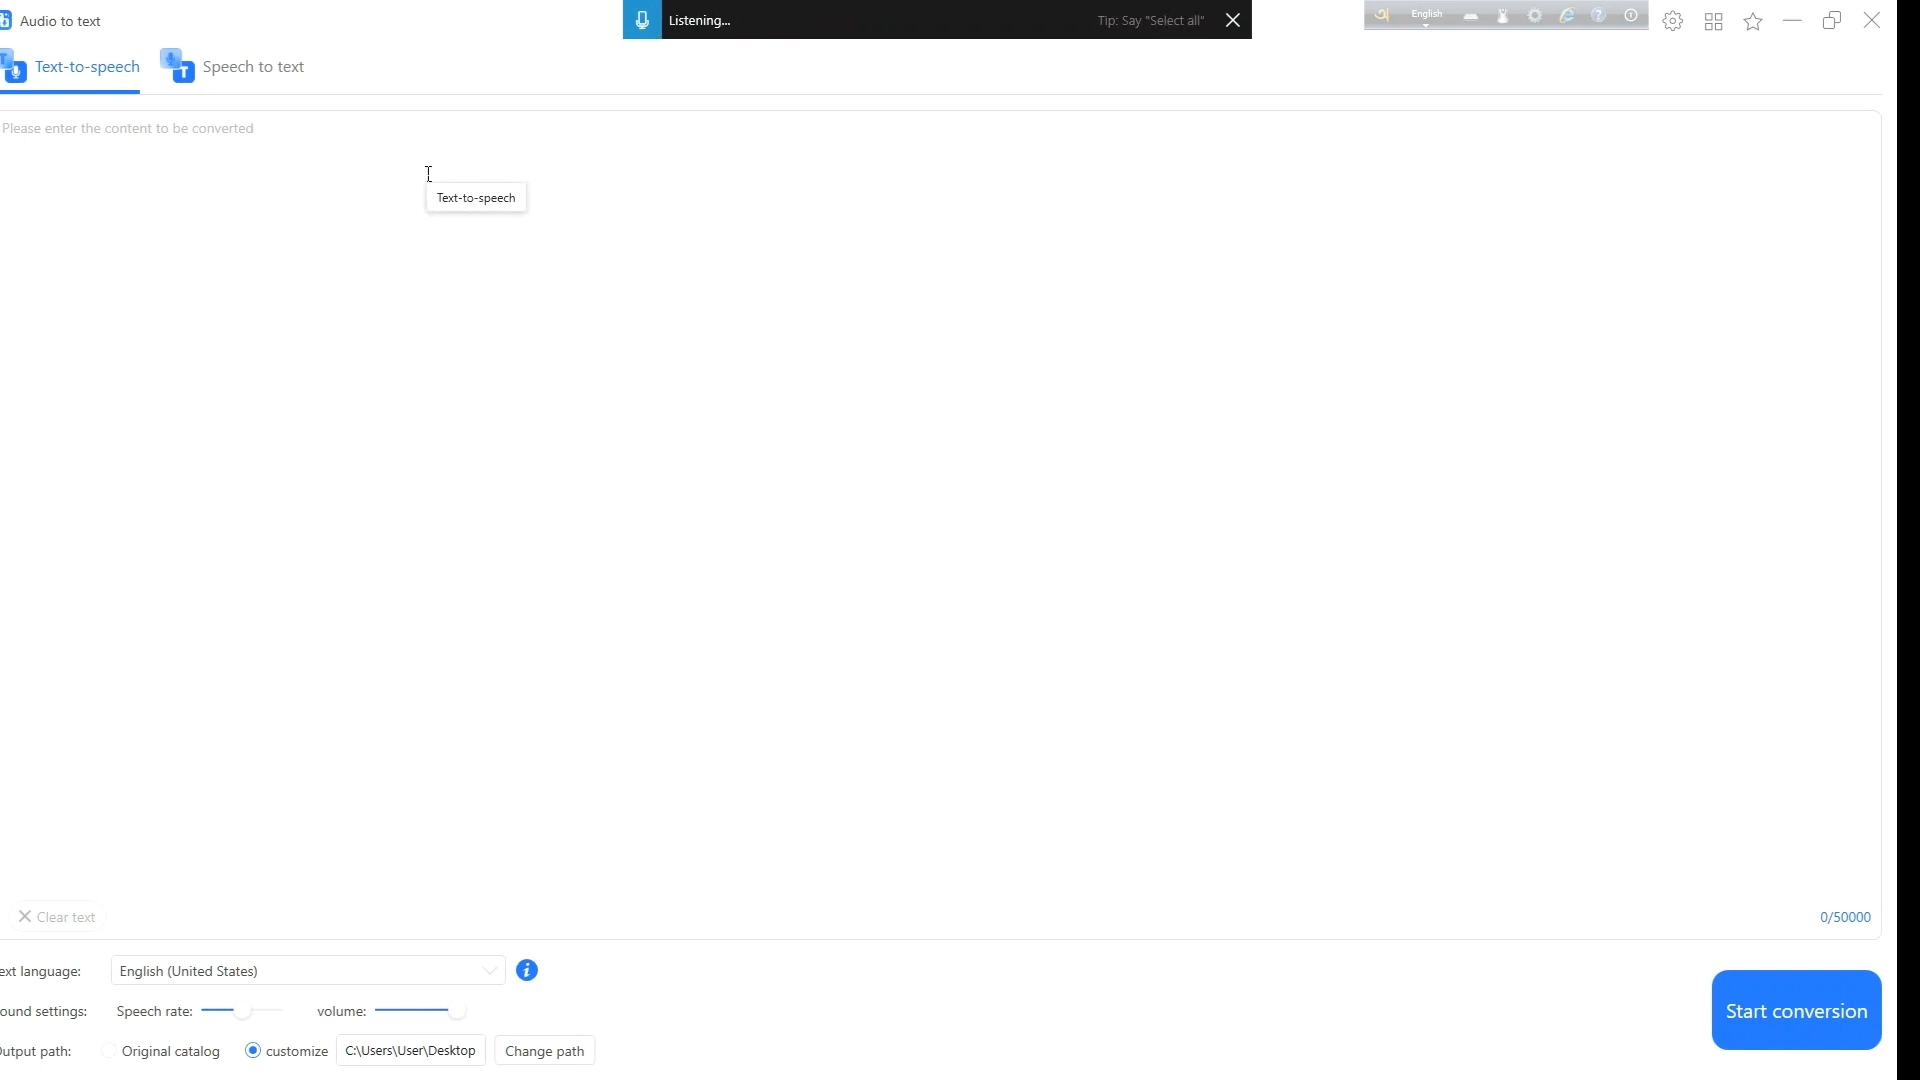 Audio to text
Listening...
Tip: Say "Select all"
English
Text-to-speech
Speech to text
Please enter the content to be converted
Text-to-speech
Clear text
0/50000
ext language:
English (United States)
ound settings:
Speech rate:
volume:
Start conversion
utput path:
Original catalog
customize
C:\Users\User\Desktop
Change path